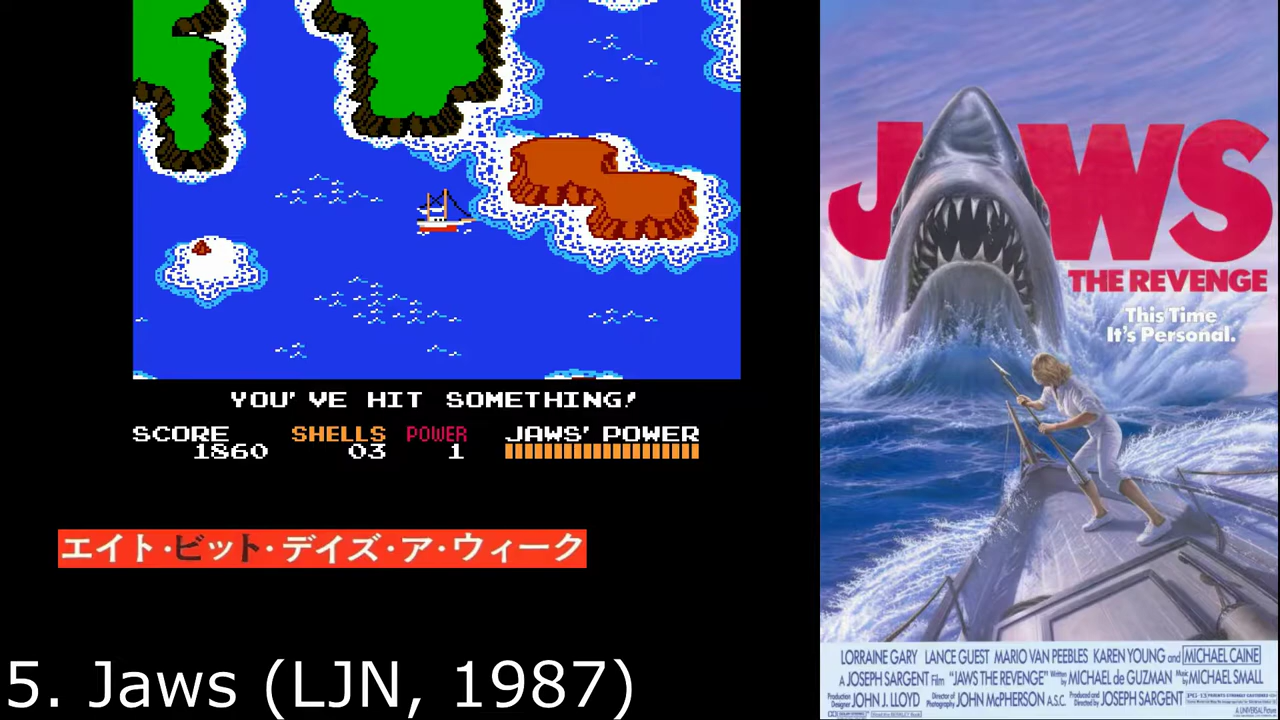 YOU'VE HIT SOMETHING!
SCORE SHELLS POWER JAWS' POWER
1860 03 1
エイト・ビット・デイズ・ア・ウィーク
5. Jaws (LJN, 1987)
JAWS
THE REVENGE
This Time
It's Personal.
LORRAINE GARY LANCE GUEST MARIO VAN PEEBLES KAREN YOUNG and MICHAEL CAINE
A JOSEPH SARGENT Film "JAWS THE REVENGE" Written by MICHAEL de GUZMAN Music by MICHAEL SMALL
Production Designer JOHN J. LLOYD Director of Photography JOHN McPHERSON A.S.C. Produced and Directed by JOSEPH SARGENT
PG-13
A UNIVERSAL Picture